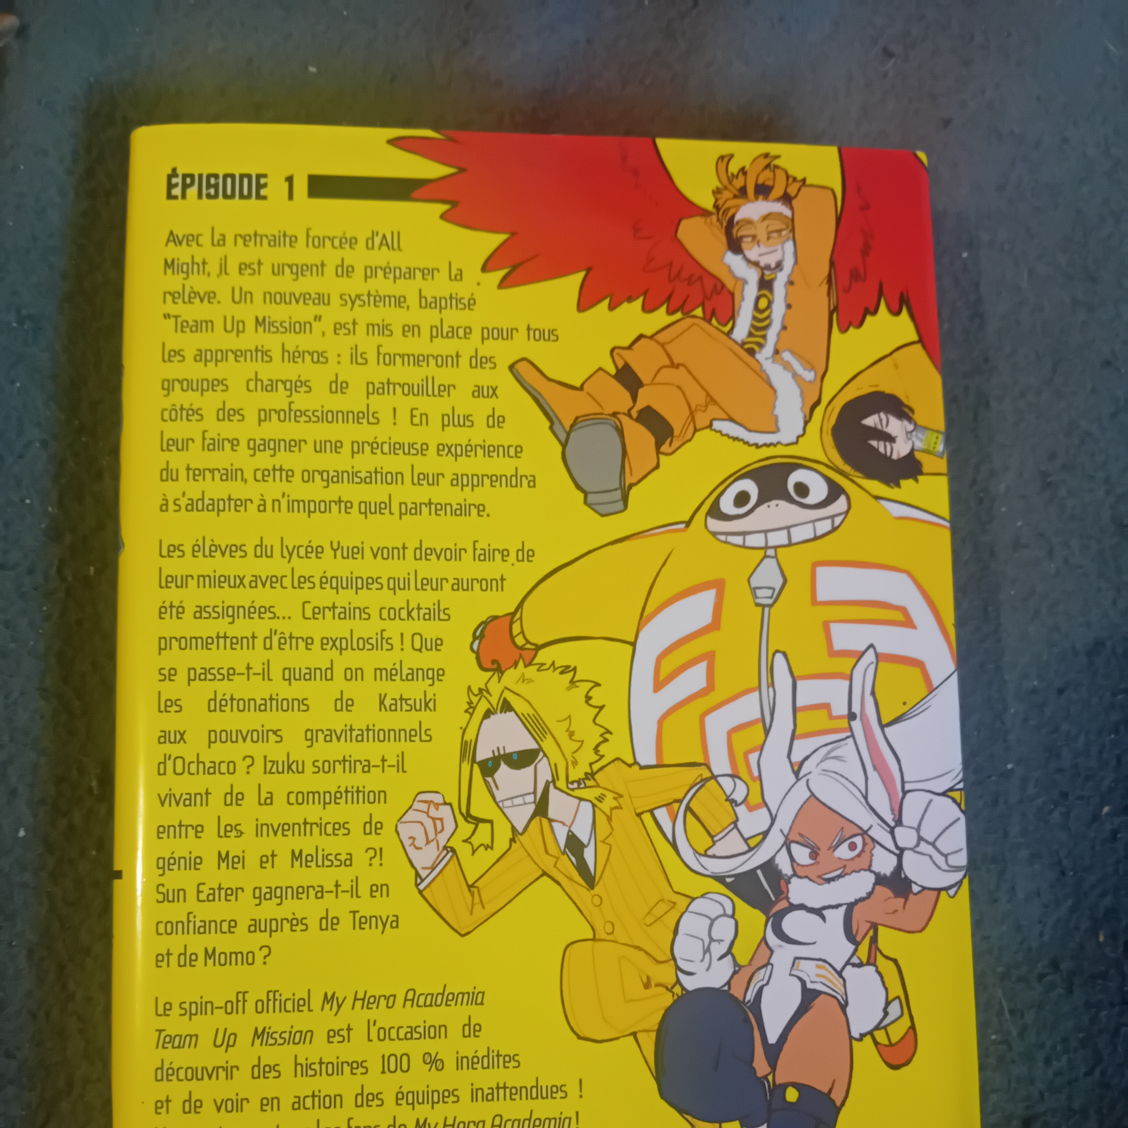 ÉPISODE 1
Avec la retraite forcée d'All
Might, il est urgent de préparer la
relève. Un nouveau système, baptisé
"Team Up Mission", est mis en place pour tous
les apprentis héros : ils formeront des
groupes chargés de patrouiller aux
côtés des professionnels ! En plus de
leur faire gagner une précieuse expérience
du terrain, cette organisation leur apprendra
à s'adapter à n'importe quel partenaire.
Les élèves du lycée Yuei vont devoir faire de
leur mieux avec les équipes qui leur auront
été assignées... Certains cocktails
promettent d'être explosifs ! Que
se passe-t-il quand on mélange
les détonations de Katsuki
aux pouvoirs gravitationnels
d'Ochaco ? Izuku sortira-t-il
vivant de la compétition
entre les inventrices de
génie Mei et Melissa ?!
Sun Eater gagnera-t-il en
confiance auprès de Tenya
et de Momo ?
Le spin-off officiel My Hero Academia
Team Up Mission est l'occasion de
découvrir des histoires 100 % inédites
et de voir en action des équipes inattendues !
fans de My Hero Academia !